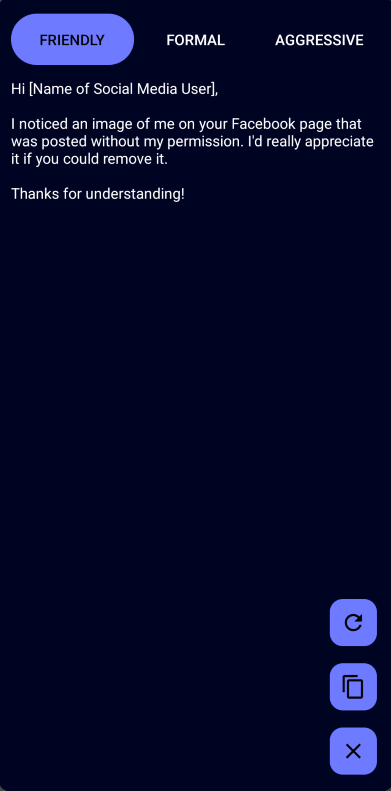 FRIENDLY FORMAL AGGRESSIVE
Hi [Name of Social Media User],
I noticed an image of me on your Facebook page that
was posted without my permission. I'd really appreciate
it if you could remove it.
Thanks for understanding!